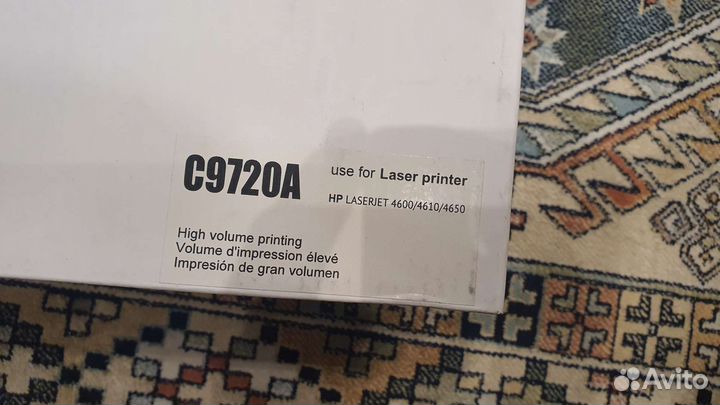 C9720A
use for Laser printer
HP LASERJET 4600/4610/4650
High volume printing
Volume d'impression élevé
Impresión de gran volumen
Avito